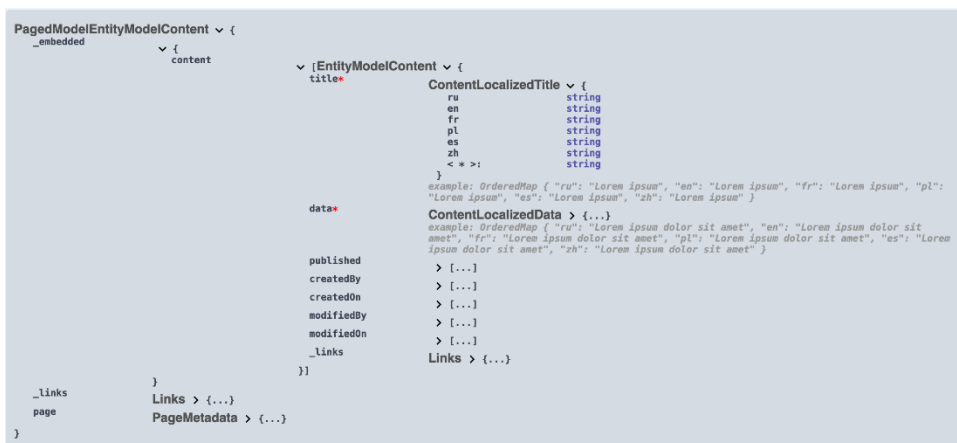 PagedModelEntityModelContent {
_embedded
{
content
[EntityModelContent {
title*
ContentLocalizedTitle {
ru string
en string
fr string
pl string
es string
zh string
< * >: string
}
example: OrderedMap { "ru": "Lorem ipsum", "en": "Lorem ipsum", "fr": "Lorem ipsum", "pl":
"Lorem ipsum", "es": "Lorem ipsum", "zh": "Lorem ipsum" }
data*
ContentLocalizedData > {...}
example: OrderedMap { "ru": "Lorem ipsum dolor sit amet", "en": "Lorem ipsum dolor sit
amet", "fr": "Lorem ipsum dolor sit amet", "pl": "Lorem ipsum dolor sit amet", "es": "Lorem
ipsum dolor sit amet", "zh": "Lorem ipsum dolor sit amet" }
published > [...]
createdBy > [...]
createdOn > [...]
modifiedBy > [...]
modifiedOn > [...]
_links Links > {...}
}]
}
_links Links > {...}
page PageMetadata > {...}
}